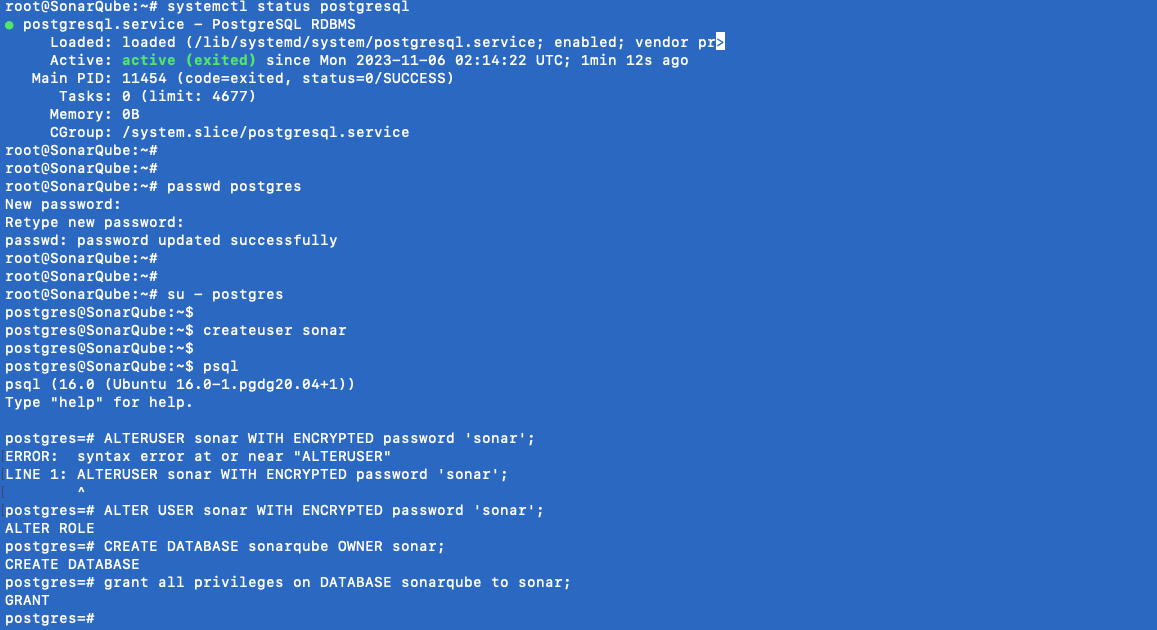 root@SonarQube:~# systemctl status postgresql
● postgresql.service – PostgreSQL RDBMS
     Loaded: loaded (/lib/systemd/system/postgresql.service; enabled; vendor pr>
     Active: active (exited) since Mon 2023-11-06 02:14:22 UTC; 1min 12s ago
   Main PID: 11454 (code=exited, status=0/SUCCESS)
      Tasks: 0 (limit: 4677)
     Memory: 0B
     CGroup: /system.slice/postgresql.service
root@SonarQube:~#
root@SonarQube:~#
root@SonarQube:~# passwd postgres
New password:
Retype new password:
passwd: password updated successfully
root@SonarQube:~#
root@SonarQube:~#
root@SonarQube:~# su – postgres
postgres@SonarQube:~$
postgres@SonarQube:~$ createuser sonar
postgres@SonarQube:~$
postgres@SonarQube:~$ psql
psql (16.0 (Ubuntu 16.0-1.pgdg20.04+1))
Type "help" for help.

postgres=# ALTERUSER sonar WITH ENCRYPTED password 'sonar';
ERROR:  syntax error at or near "ALTERUSER"
LINE 1: ALTERUSER sonar WITH ENCRYPTED password 'sonar';
        ^
postgres=# ALTER USER sonar WITH ENCRYPTED password 'sonar';
ALTER ROLE
postgres=# CREATE DATABASE sonarqube OWNER sonar;
CREATE DATABASE
postgres=# grant all privileges on DATABASE sonarqube to sonar;
GRANT
postgres=#